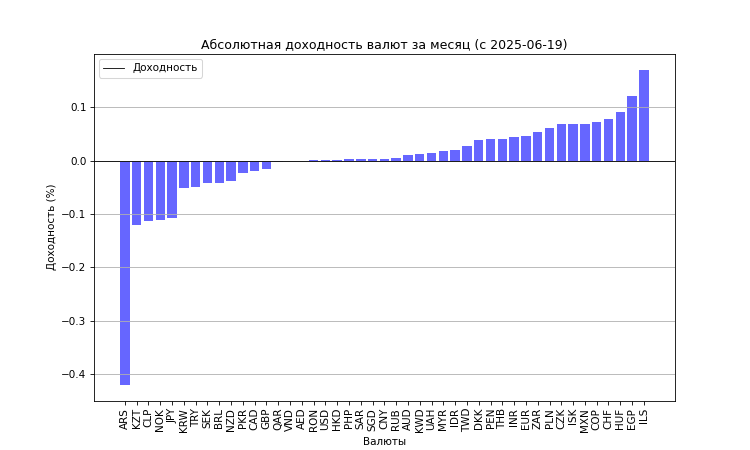 Абсолютная доходность валют за месяц (с 2025-06-19)
Доходность
0.1
0.0
−0.1
−0.2
−0.3
−0.4
Доходность (%)
ARS KZT CLP NOK JPY KRW TRY SEK BRL NZD PKR CAD GBP QAR VND AED RON USD HKD PHP SAR SGD CNY RUB AUD KWD UAH MYR IDR TWD DKK PEN THB INR EUR ZAR PLN CZK ISK MXN COP CHF HUF EGP ILS
Валюты